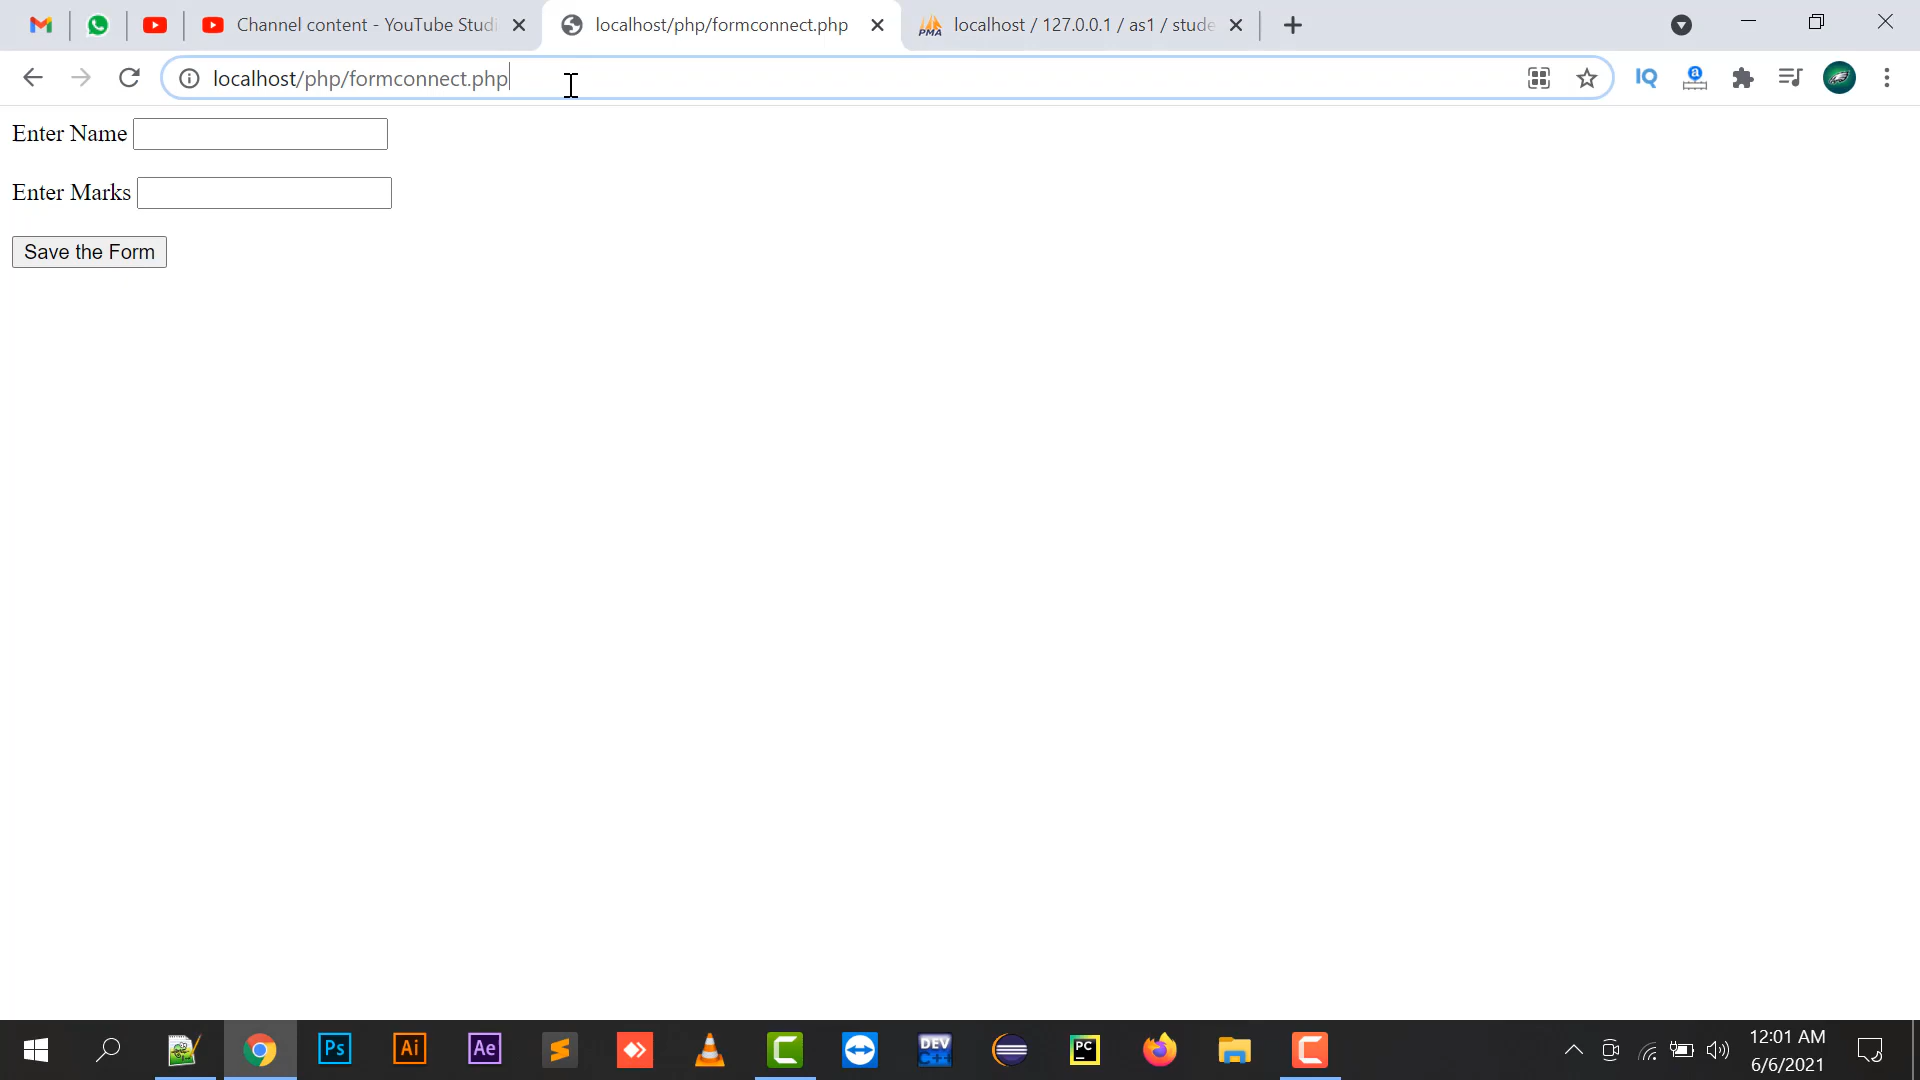 Channel content - YouTube Studi
localhost/php/formconnect.php
localhost / 127.0.0.1 / as1 / stude
PMA
localhost/php/formconnect.php
IQ
a
Enter Name
Enter Marks
Save the Form
Ps
Ai
Ae
DEV
C++
PC
12:01 AM
6/6/2021